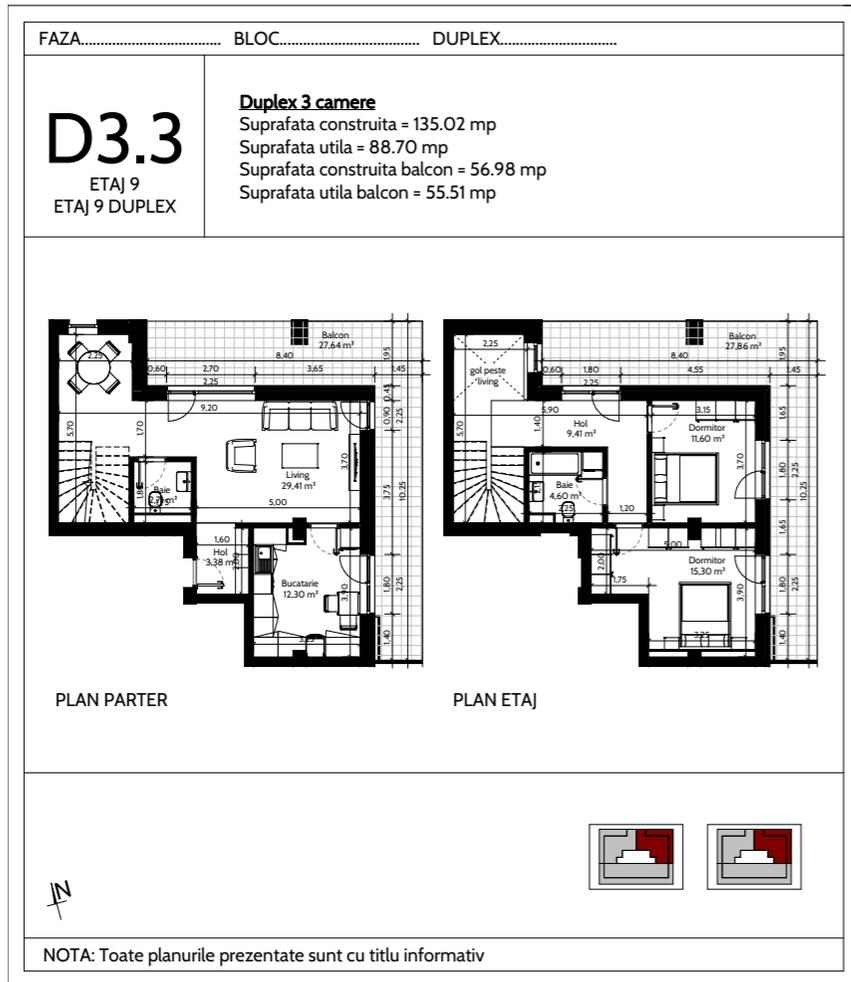 FAZA................................... BLOC................................... DUPLEX.............................
D3.3
ETAJ 9
ETAJ 9 DUPLEX
Duplex 3 camere
Suprafata construita = 135.02 mp
Suprafata utila = 88.70 mp
Suprafata construita balcon = 56.98 mp
Suprafata utila balcon = 55.51 mp
Balcon
27,64 m²
8,40
2,25
0,60 2,70 3,65 1,45
2,25
1,95
9,20
5,70
1,70
0,45
0,90
2,25
Living
29,41 m²
3,70
3,75
10,25
5,00
Baie
1,60
Hol
3,38 m²
Bucatarie
12,30 m²
3,90
1,80
2,25
1,40
3,25
PLAN PARTER
Balcon
27,86 m²
8,40
2,25
gol peste
living
0,60 1,80 4,55 1,45
2,25
1,95
5,90
5,70
1,40
Hol
9,41 m²
3,15
Dormitor
11,60 m²
3,70
1,65
1,80
2,25
10,25
1,65
Baie
4,60 m²
2,25
1,20
5,00
Dormitor
15,30 m²
2,00
1,75
3,90
1,80
2,25
1,40
3,25
PLAN ETAJ
N
NOTA: Toate planurile prezentate sunt cu titlu informativ